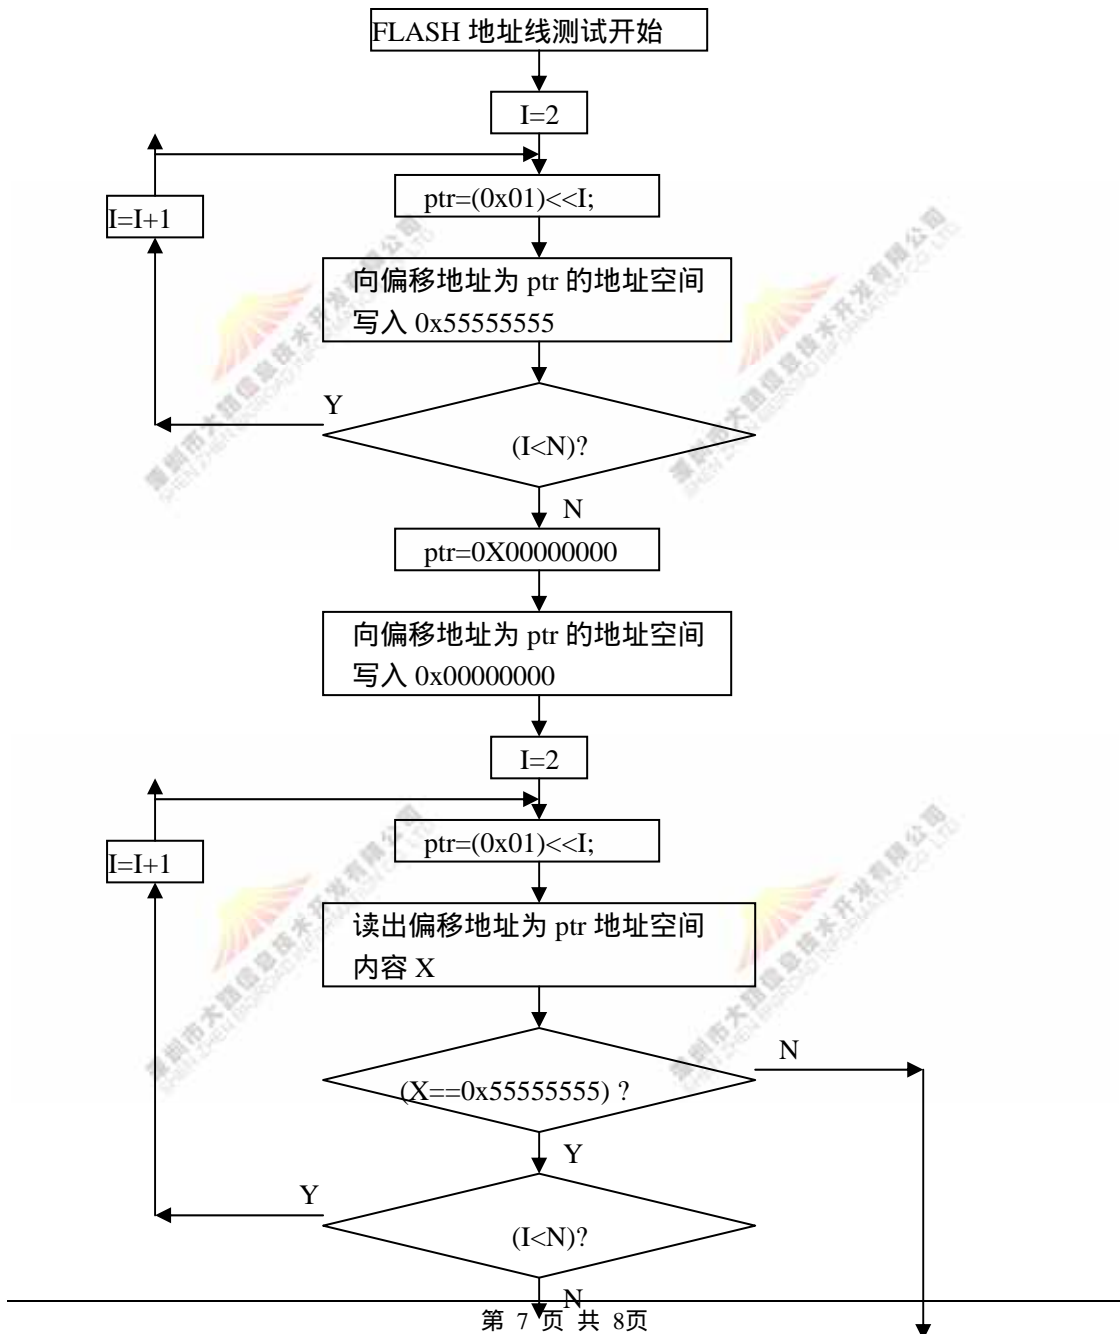 FLASH 地址线测试开始
I=2
ptr=(0x01)<<I;
I=I+1
向偏移地址为 ptr 的地址空间
写入 0x55555555
Y
(I<N)?
N
ptr=0X00000000
向偏移地址为 ptr 的地址空间
写入 0x00000000
I=2
ptr=(0x01)<<I;
I=I+1
读出偏移地址为 ptr 地址空间
内容 X
N
(X==0x55555555) ?
Y
Y
(I<N)?
N
第 7 页 共 8页